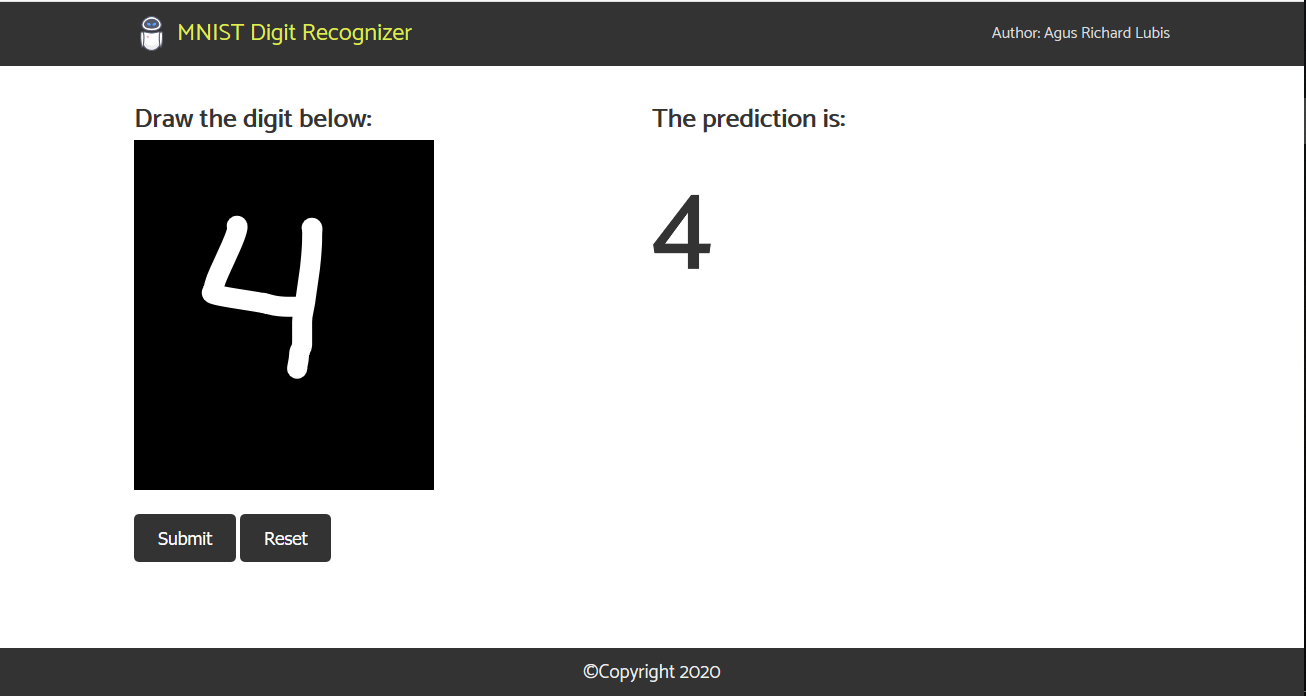 MNIST Digit Recognizer
Author: Agus Richard Lubis
Draw the digit below:
4
Submit
Reset
The prediction is:
4
©Copyright 2020